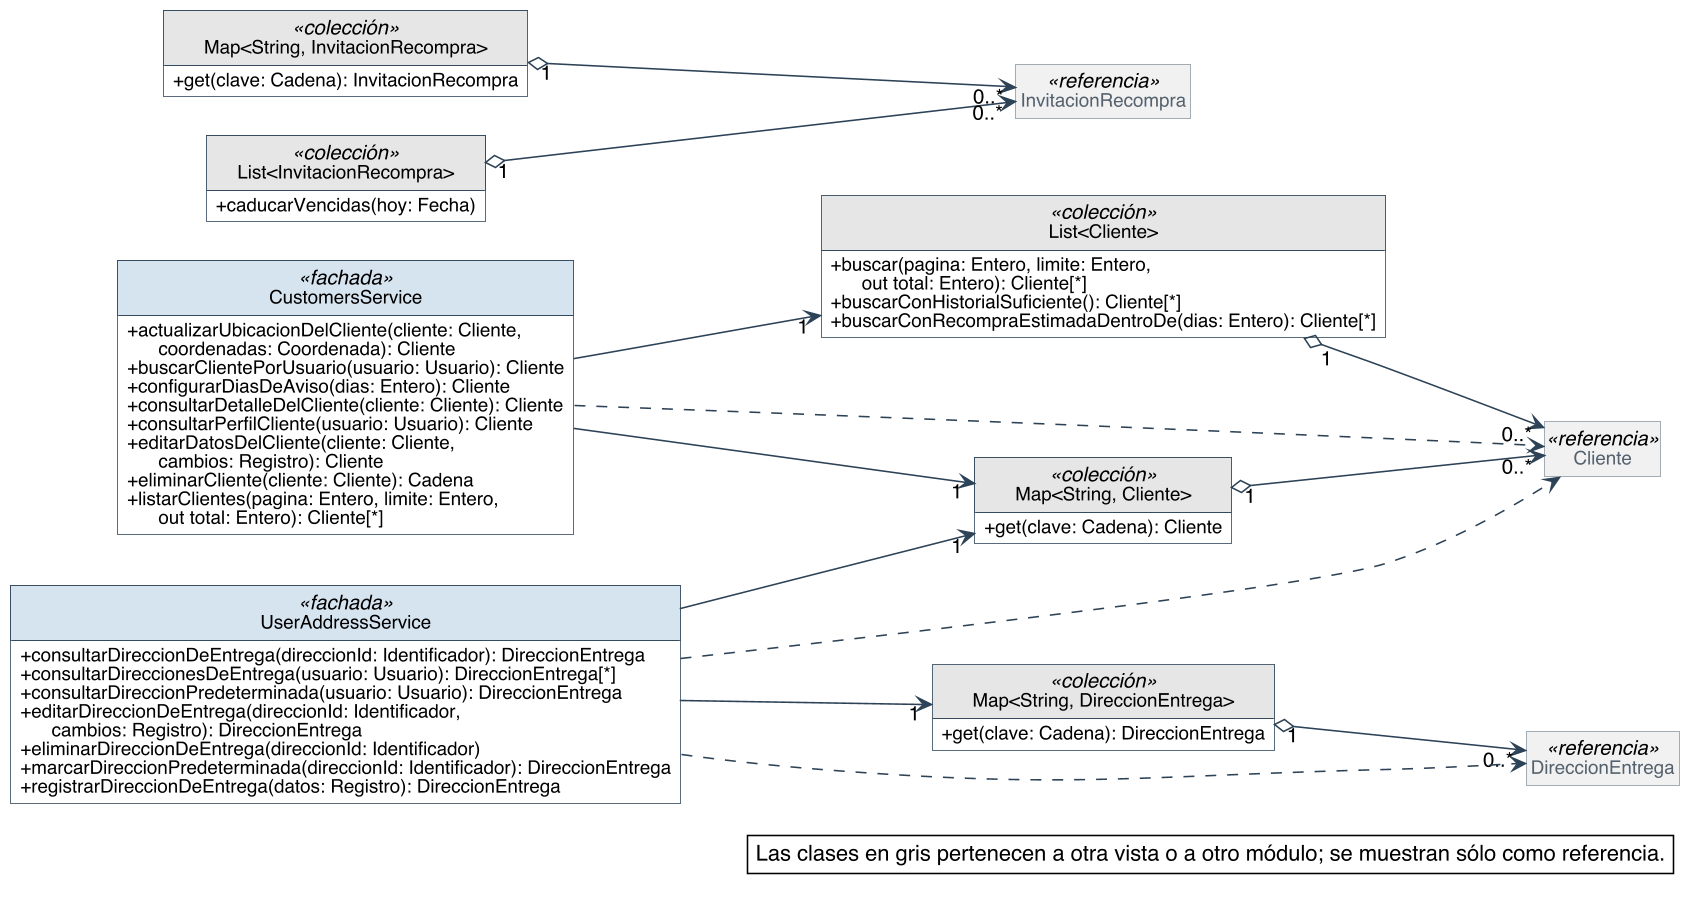 «colección»
Map<String, InvitacionRecompra>
+get(clave: Cadena): InvitacionRecompra
1
0..*
«referencia»
InvitacionRecompra
0..*
«colección»
List<InvitacionRecompra>
+caducarVencidas(hoy: Fecha)
1
«colección»
List<Cliente>
+buscar(pagina: Entero, limite: Entero,
out total: Entero): Cliente[*]
+buscarConHistorialSuficiente(): Cliente[*]
+buscarConRecompraEstimadaDentroDe(dias: Entero): Cliente[*]
1
1
«fachada»
CustomersService
+actualizarUbicacionDelCliente(cliente: Cliente,
coordenadas: Coordenada): Cliente
+buscarClientePorUsuario(usuario: Usuario): Cliente
+configurarDiasDeAviso(dias: Entero): Cliente
+consultarDetalleDelCliente(cliente: Cliente): Cliente
+consultarPerfilCliente(usuario: Usuario): Cliente
+editarDatosDelCliente(cliente: Cliente,
cambios: Registro): Cliente
+eliminarCliente(cliente: Cliente): Cadena
+listarClientes(pagina: Entero, limite: Entero,
out total: Entero): Cliente[*]
0..*
«referencia»
Cliente
0..*
«colección»
Map<String, Cliente>
+get(clave: Cadena): Cliente
1
1
1
«fachada»
UserAddressService
+consultarDireccionDeEntrega(direccionId: Identificador): DireccionEntrega
+consultarDireccionesDeEntrega(usuario: Usuario): DireccionEntrega[*]
+consultarDireccionPredeterminada(usuario: Usuario): DireccionEntrega
+editarDireccionDeEntrega(direccionId: Identificador,
cambios: Registro): DireccionEntrega
+eliminarDireccionDeEntrega(direccionId: Identificador)
+marcarDireccionPredeterminada(direccionId: Identificador): DireccionEntrega
+registrarDireccionDeEntrega(datos: Registro): DireccionEntrega
1
«colección»
Map<String, DireccionEntrega>
+get(clave: Cadena): DireccionEntrega
1
0..*
«referencia»
DireccionEntrega
Las clases en gris pertenecen a otra vista o a otro módulo; se muestran sólo como referencia.